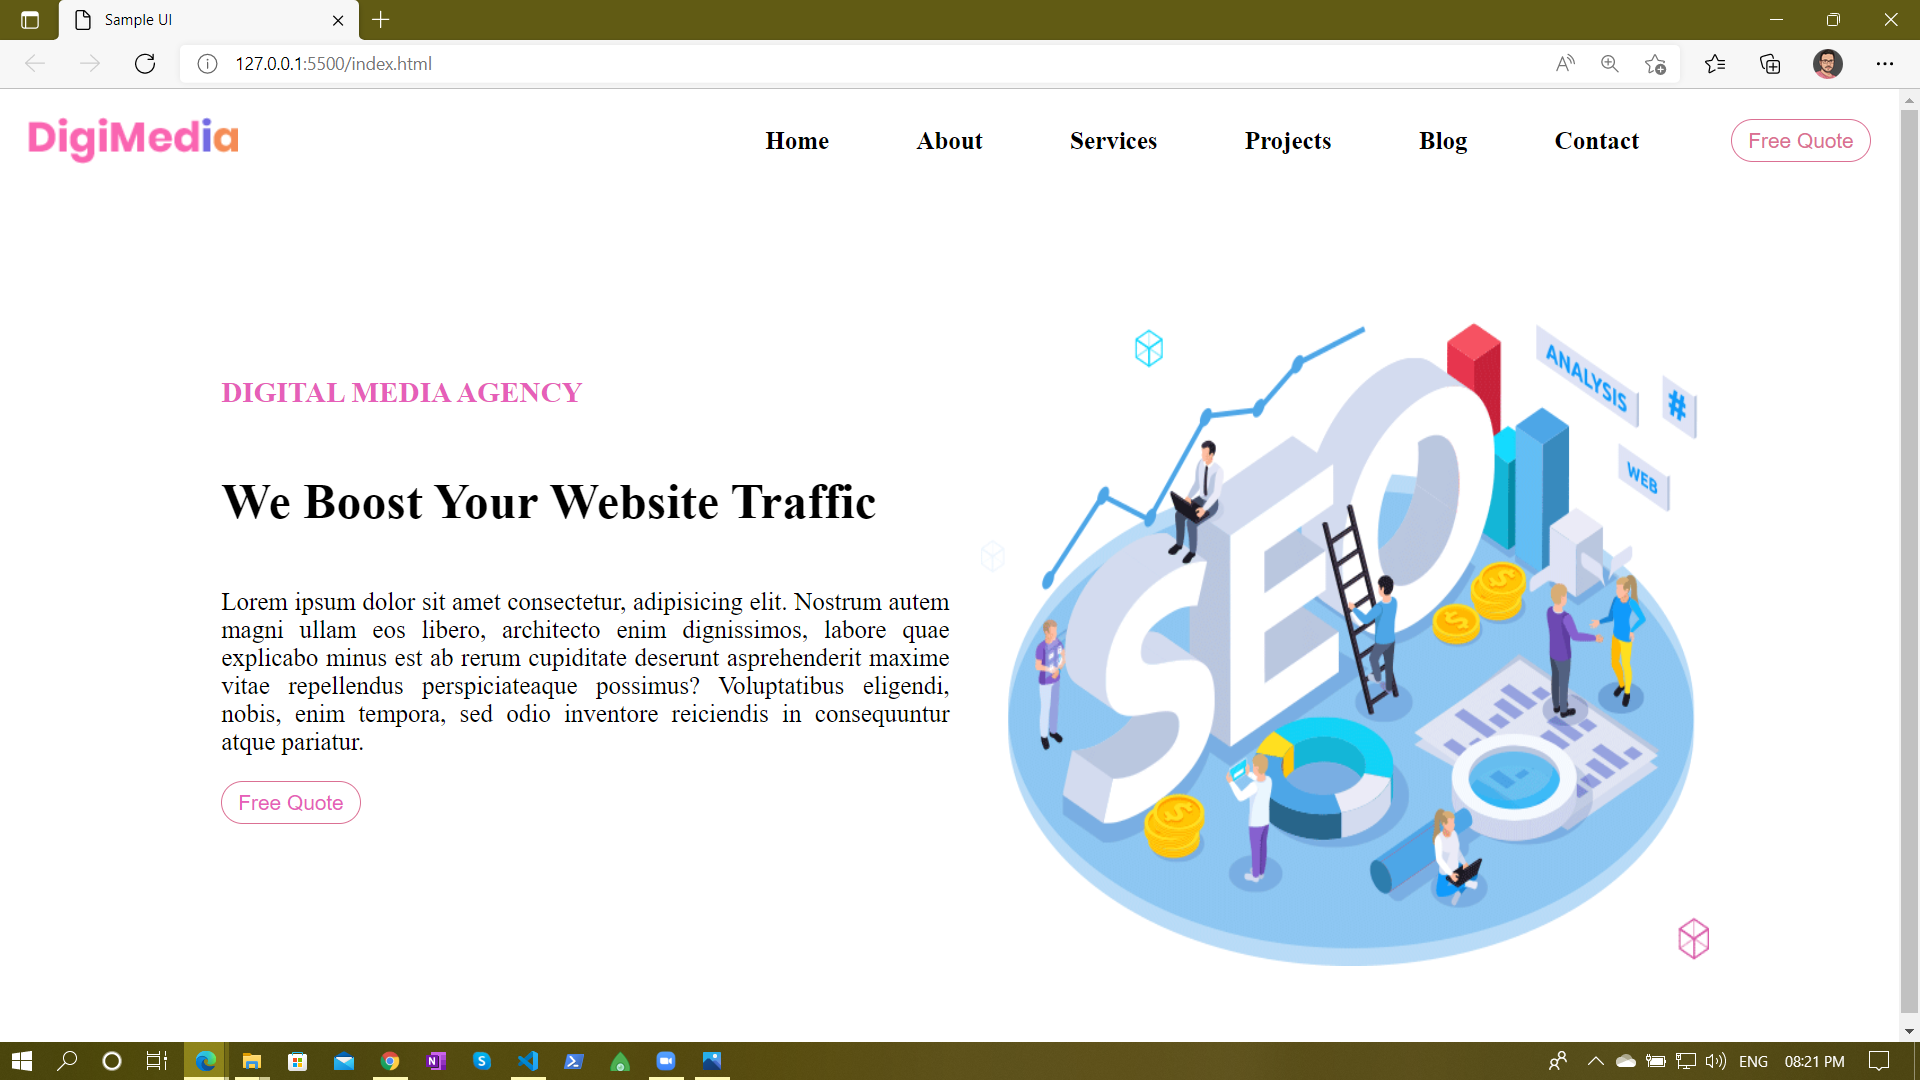 Sample UI
127.0.0.1:5500/index.html
DigiMedia
Home About Services Projects Blog Contact Free Quote
DIGITAL MEDIA AGENCY
We Boost Your Website Traffic
Lorem ipsum dolor sit amet consectetur, adipisicing elit. Nostrum autem
magni ullam eos libero, architecto enim dignissimos, labore quae
explicabo minus est ab rerum cupiditate deserunt asprehenderit maxime
vitae repellendus perspiciateaque possimus? Voluptatibus eligendi,
nobis, enim tempora, sed odio inventore reiciendis in consequuntur
atque pariatur.
Free Quote
ANALYSIS
#
WEB
SEO
ENG 08:21 PM